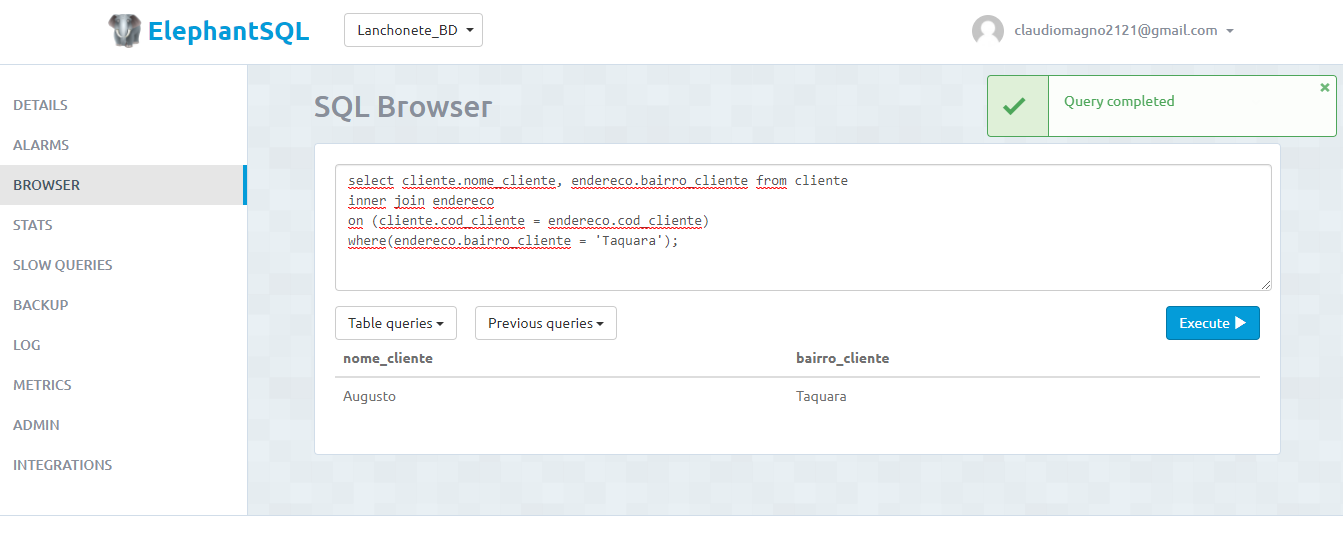 ElephantSQL
Lanchonete_BD
claudiomagno2121@gmail.com
DETAILS
ALARMS
BROWSER
STATS
SLOW QUERIES
BACKUP
LOG
METRICS
ADMIN
INTEGRATIONS
SQL Browser
Query completed
select cliente.nome_cliente, endereco.bairro_cliente from cliente
inner join endereco
on (cliente.cod_cliente = endereco.cod_cliente)
where(endereco.bairro_cliente = 'Taquara');
Table queries
Previous queries
Execute
nome_cliente bairro_cliente
Augusto Taquara